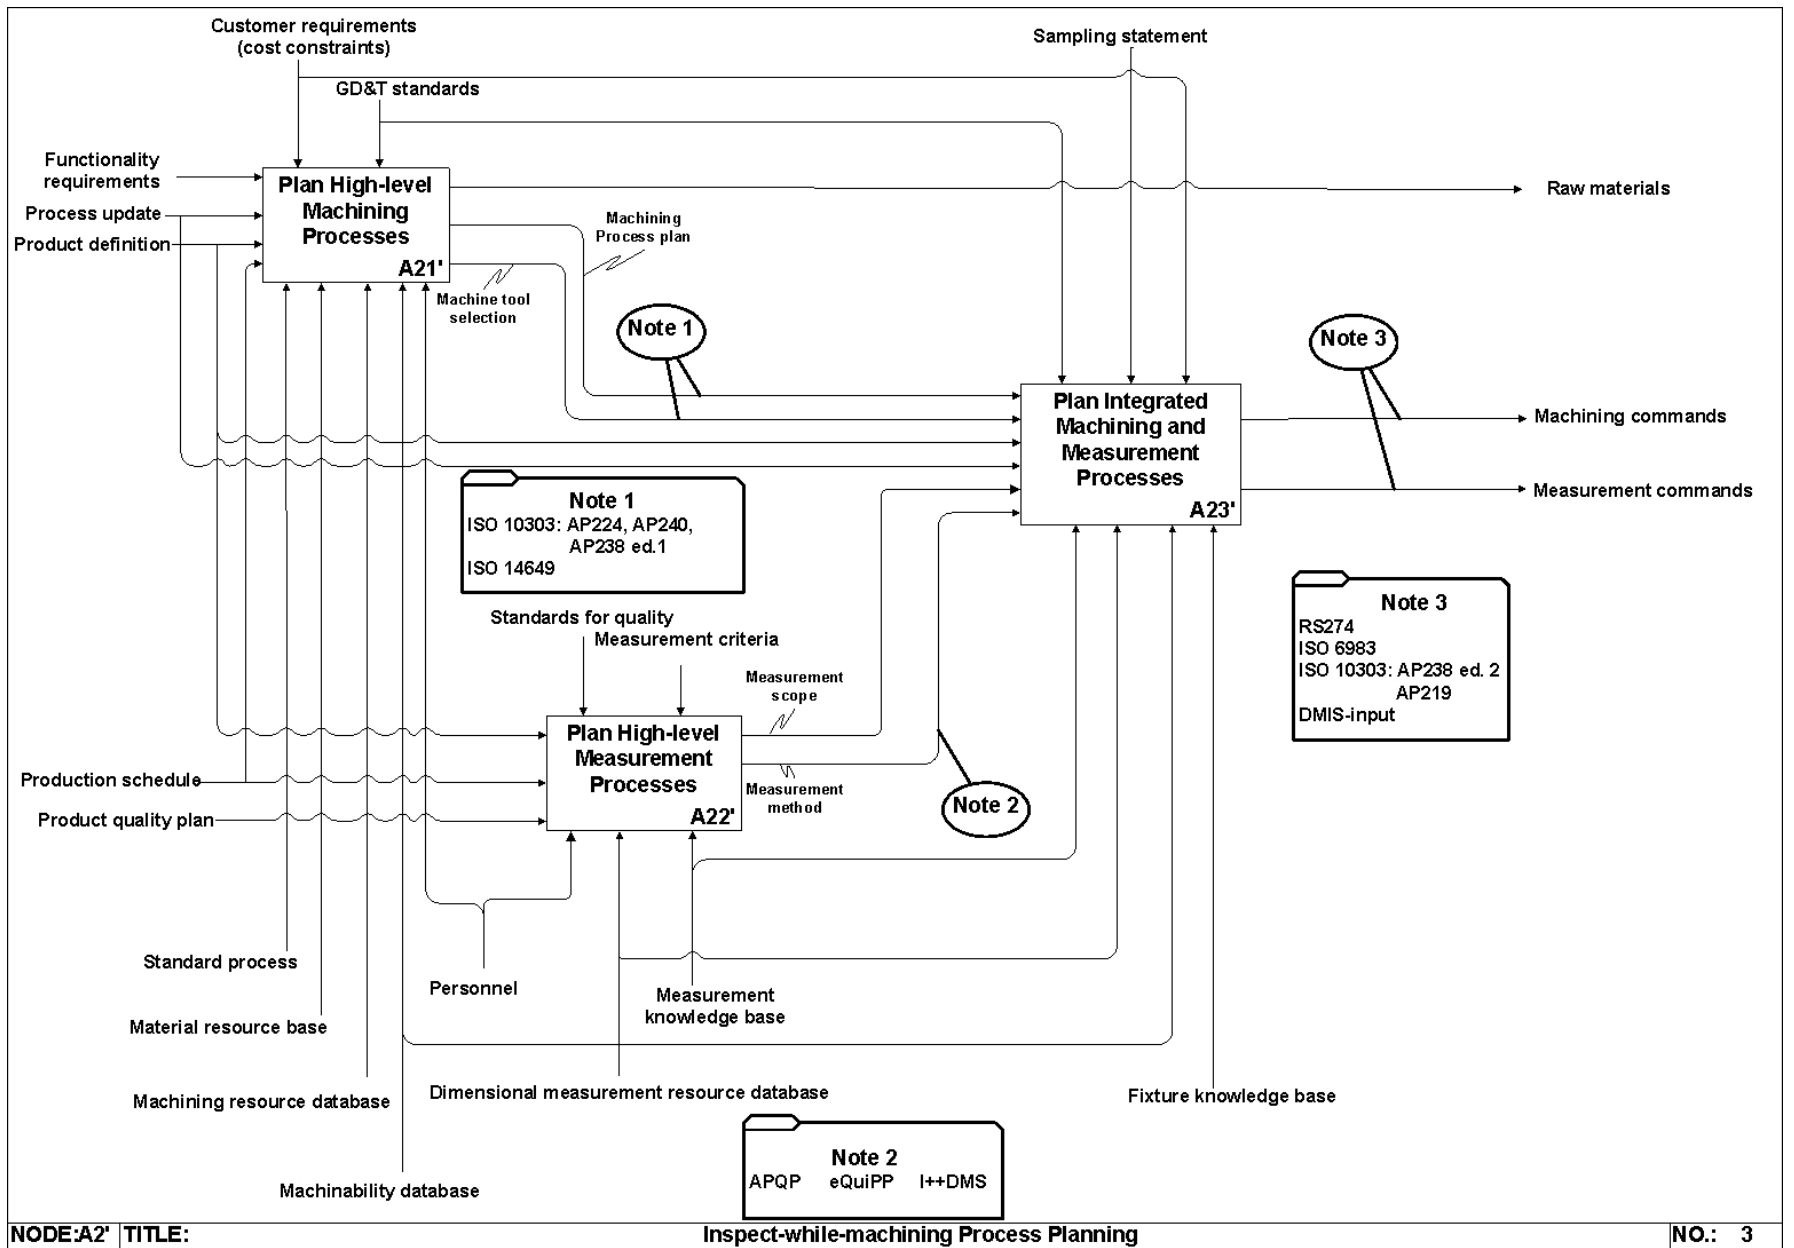 Customer requirements
(cost constraints)
Sampling statement
GD&T standards
Functionality
requirements
Process update
Product definition
Plan High-level
Machining
Processes
A21'
Raw materials
Machining
Process plan
Machine tool
selection
Note 1
Note 3
Plan Integrated
Machining and
Measurement
Processes
A23'
Machining commands
Measurement commands
Note 1
ISO 10303: AP224, AP240,
AP238 ed.1
ISO 14649
Note 3
RS274
ISO 6983
ISO 10303: AP238 ed. 2
AP219
DMIS-input
Standards for quality
Measurement criteria
Measurement
scope
Plan High-level
Measurement
Processes
A22'
Measurement
method
Note 2
Production schedule
Product quality plan
Standard process
Personnel
Measurement
knowledge base
Material resource base
Machining resource database
Dimensional measurement resource database
Fixture knowledge base
Machinability database
Note 2
APQP eQuiPP I++DMS
NODE:A2' TITLE: Inspect-while-machining Process Planning NO.: 3